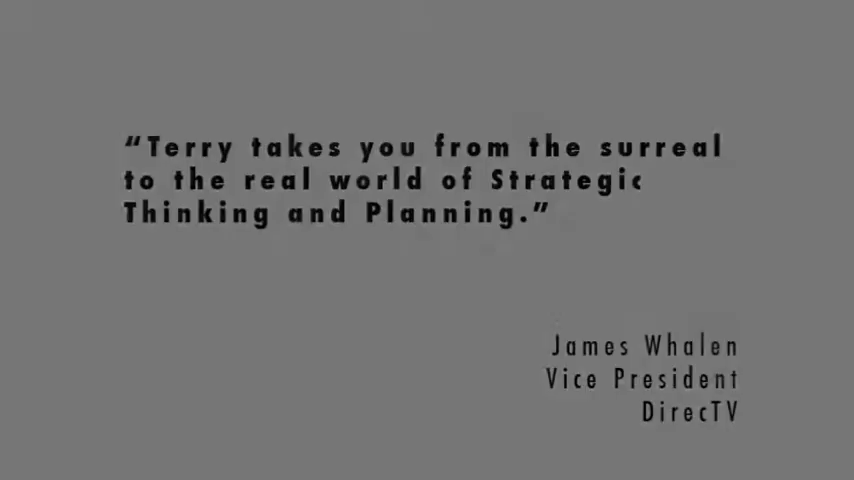 “Terry takes you from the surreal
to the real world of Strategic
Thinking and Planning.”
James Whalen
Vice President
DirecTV